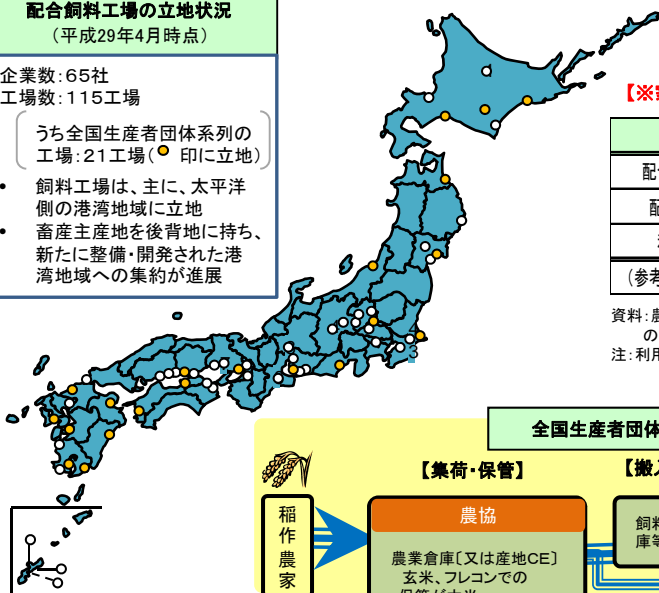 配合飼料工場の立地状況
(平成29年4月時点)
企業数:65社
工場数:115工場
うち全国生産者団体系列の
工場:21工場( 印に立地)
• 飼料工場は、主に、太平洋
側の港湾地域に立地
• 畜産主産地を後背地に持ち、
新たに整備・開発された港
湾地域への集約が進展
3
【※
配
配
(参考
資料:農
の
注:利用
全国生産者団体
【集荷・保管】
【搬入
稲作農家
農協
農業倉庫〔又は産地CE〕
玄米、フレコンでの
飼料
庫等